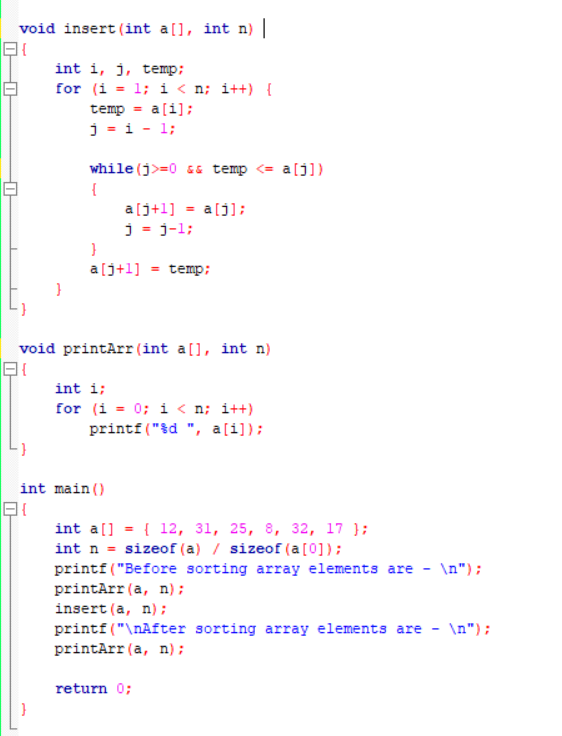 void insert(int a[], int n)
{
    int i, j, temp;
    for (i = 1; i < n; i++) {
        temp = a[i];
        j = i - 1;

        while(j>=0 && temp <= a[j])
        {
            a[j+1] = a[j];
            j = j-1;
        }
        a[j+1] = temp;
    }
}

void printArr(int a[], int n)
{
    int i;
    for (i = 0; i < n; i++)
        printf("%d ", a[i]);
}

int main()
{
    int a[] = { 12, 31, 25, 8, 32, 17 };
    int n = sizeof(a) / sizeof(a[0]);
    printf("Before sorting array elements are - \n");
    printArr(a, n);
    insert(a, n);
    printf("\nAfter sorting array elements are - \n");
    printArr(a, n);

    return 0;
}